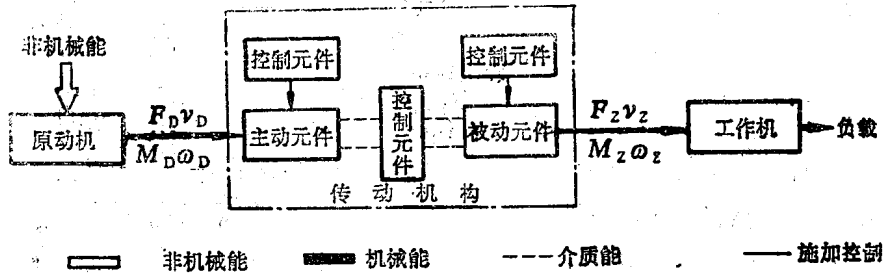 非机械能
控制元件
控制元件
原动机
F_D v_D
M_D ω_D
主动元件
控制元件
被动元件
F_Z v_Z
M_Z ω_Z
工作机
负载
传动机构
非机械能
机械能
介质能
施加控制